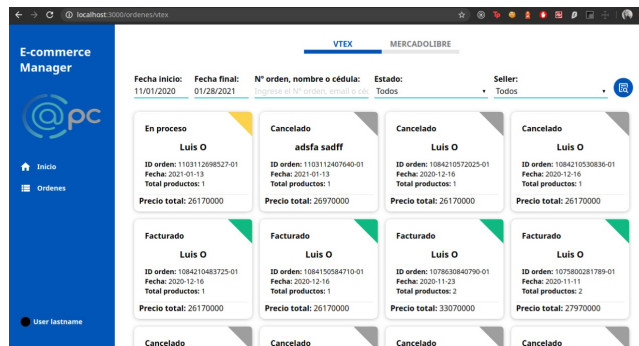 localhost:3000/ordenes/vtex
E-commerce
Manager
@pc
Inicio
Ordenes
User lastname
VTEX MERCADOLIBRE
Fecha inicio: Fecha final: Nº orden, nombre o cédula: Estado: Seller:
11/01/2020 01/28/2021 Ingrese el Nº orden, email o céd Todos Todos
En proceso
Luis O
ID orden: 1103112698527-01
Fecha: 2021-01-13
Total productos: 1
Precio total: 26170000
Cancelado
adsfa sadff
ID orden: 1103112407640-01
Fecha: 2021-01-13
Total productos: 1
Precio total: 26970000
Cancelado
Luis O
ID orden: 1084210572025-01
Fecha: 2020-12-16
Total productos: 1
Precio total: 26170000
Cancelado
Luis O
ID orden: 1084210530836-01
Fecha: 2020-12-16
Total productos: 1
Precio total: 26170000
Facturado
Luis O
ID orden: 1084210483725-01
Fecha: 2020-12-16
Total productos: 1
Precio total: 26170000
Facturado
Luis O
ID orden: 1084150584710-01
Fecha: 2020-12-16
Total productos: 1
Precio total: 26170000
Facturado
Luis O
ID orden: 1078630840790-01
Fecha: 2020-11-23
Total productos: 2
Precio total: 33070000
Facturado
Luis O
ID orden: 1075800281789-01
Fecha: 2020-11-11
Total productos: 2
Precio total: 27970000
Cancelado
Cancelado
Cancelado
Cancelado